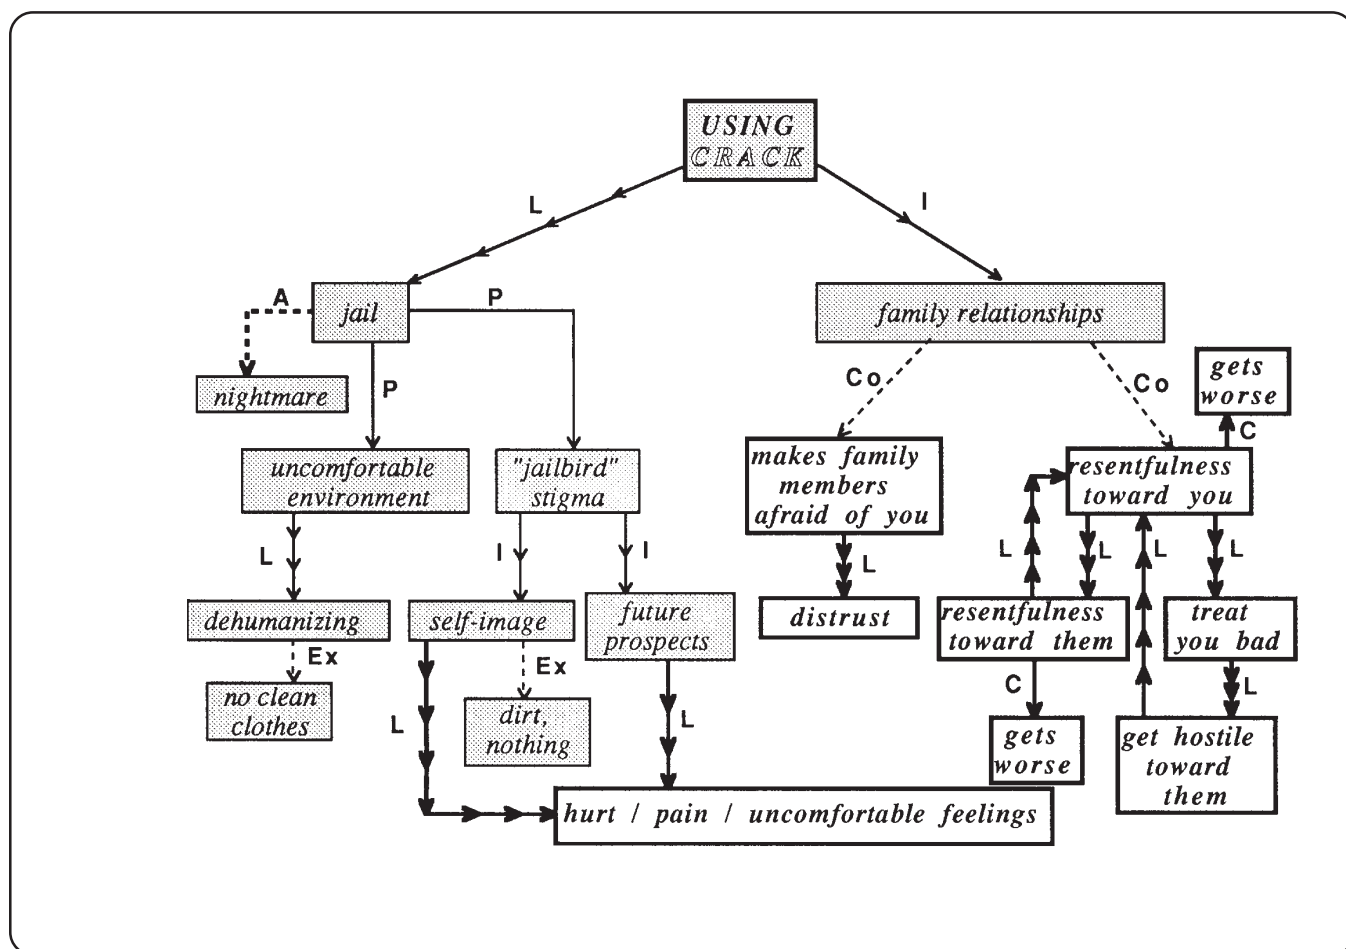 USING
CRACK
L
I
jail
A
P
P
family relationships
Co
Co
gets
worse
C
nightmare
uncomfortable
environment
"jailbird"
stigma
makes family
members
afraid of you
resentfulness
toward you
L
I
I
L
L
L
L
L
dehumanizing
self-image
future
prospects
distrust
resentfulness
toward them
treat
you bad
Ex
Ex
L
L
C
L
no clean
clothes
dirt,
nothing
gets
worse
get hostile
toward
them
hurt / pain / uncomfortable feelings